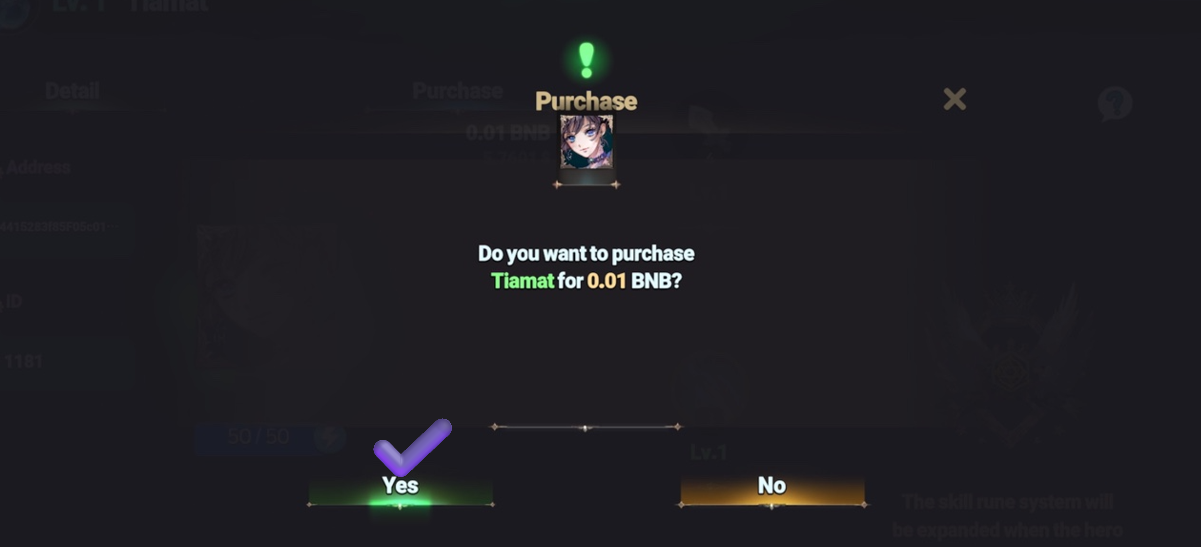 Lv. 1 Tiamat
Detail
Purchase
Purchase
0.01 BNB
Address
Do you want to purchase
Tiamat for 0.01 BNB?
ID
1181
50/50
Lv.1
Yes
No
The skill rune system will
be expanded when the hero